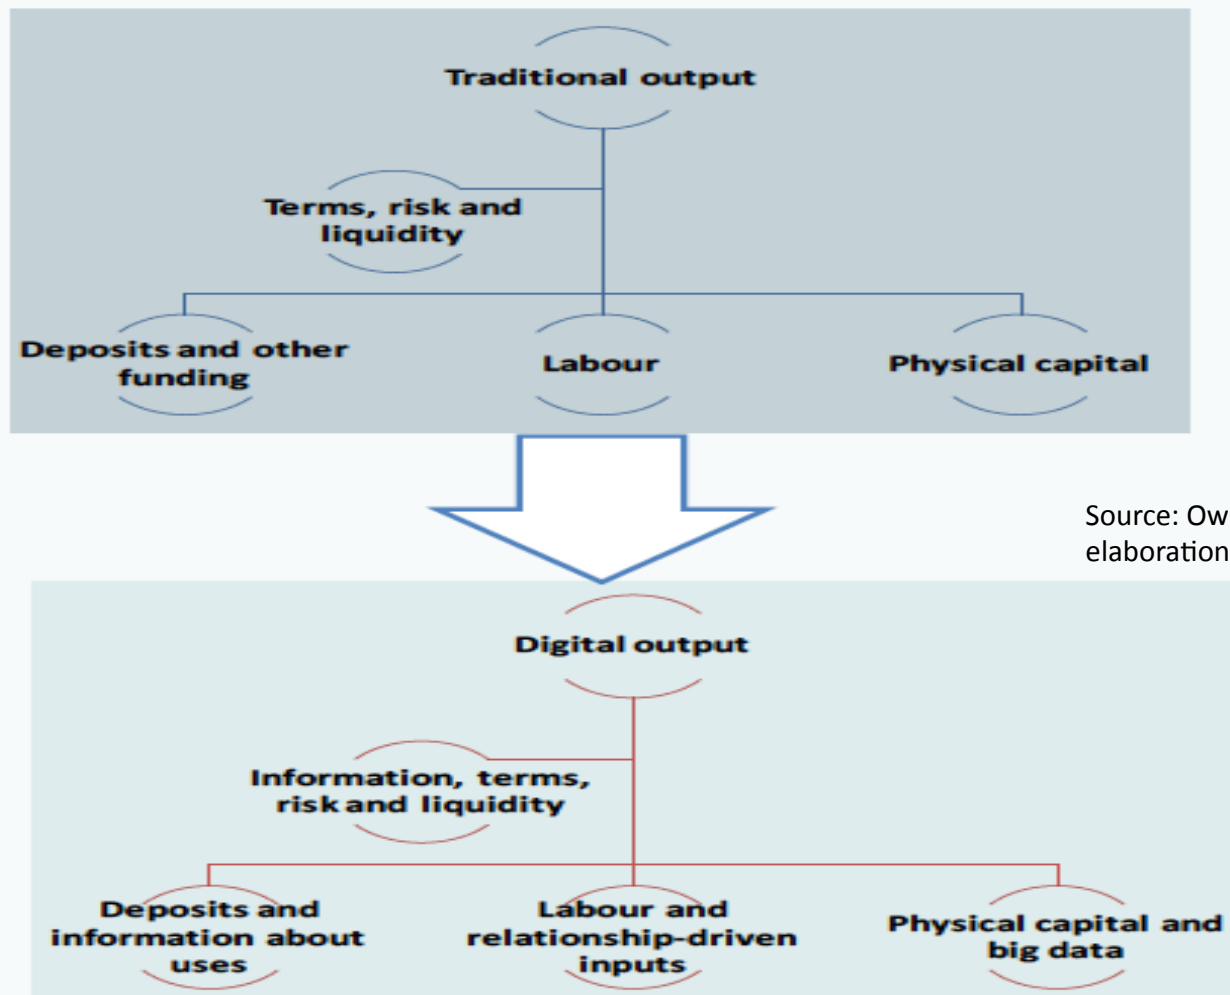 Traditional output
Terms, risk and
liquidity
Deposits and other
funding
Labour
Physical capital
Source: Ow
elaboration
Digital output
Information, terms,
risk and liquidity
Deposits and
information about
uses
Labour and
relationship-driven
inputs
Physical capital and
big data